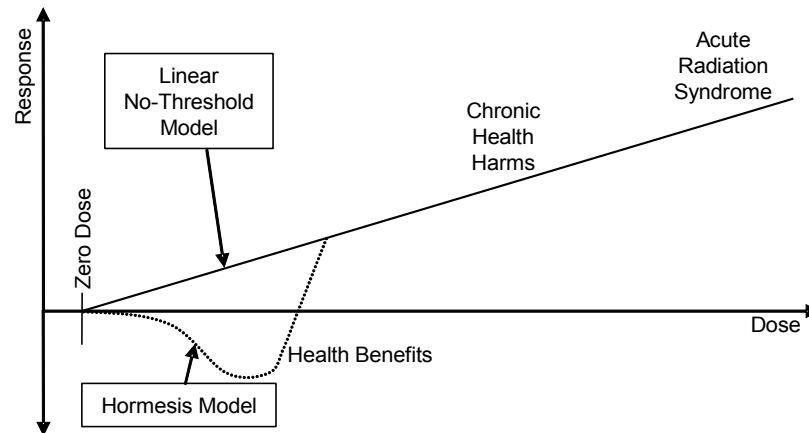 Response
Linear
No-Threshold
Model
Acute
Radiation
Syndrome
Chronic
Health
Harms
Zero Dose
Dose
Health Benefits
Hormesis Model